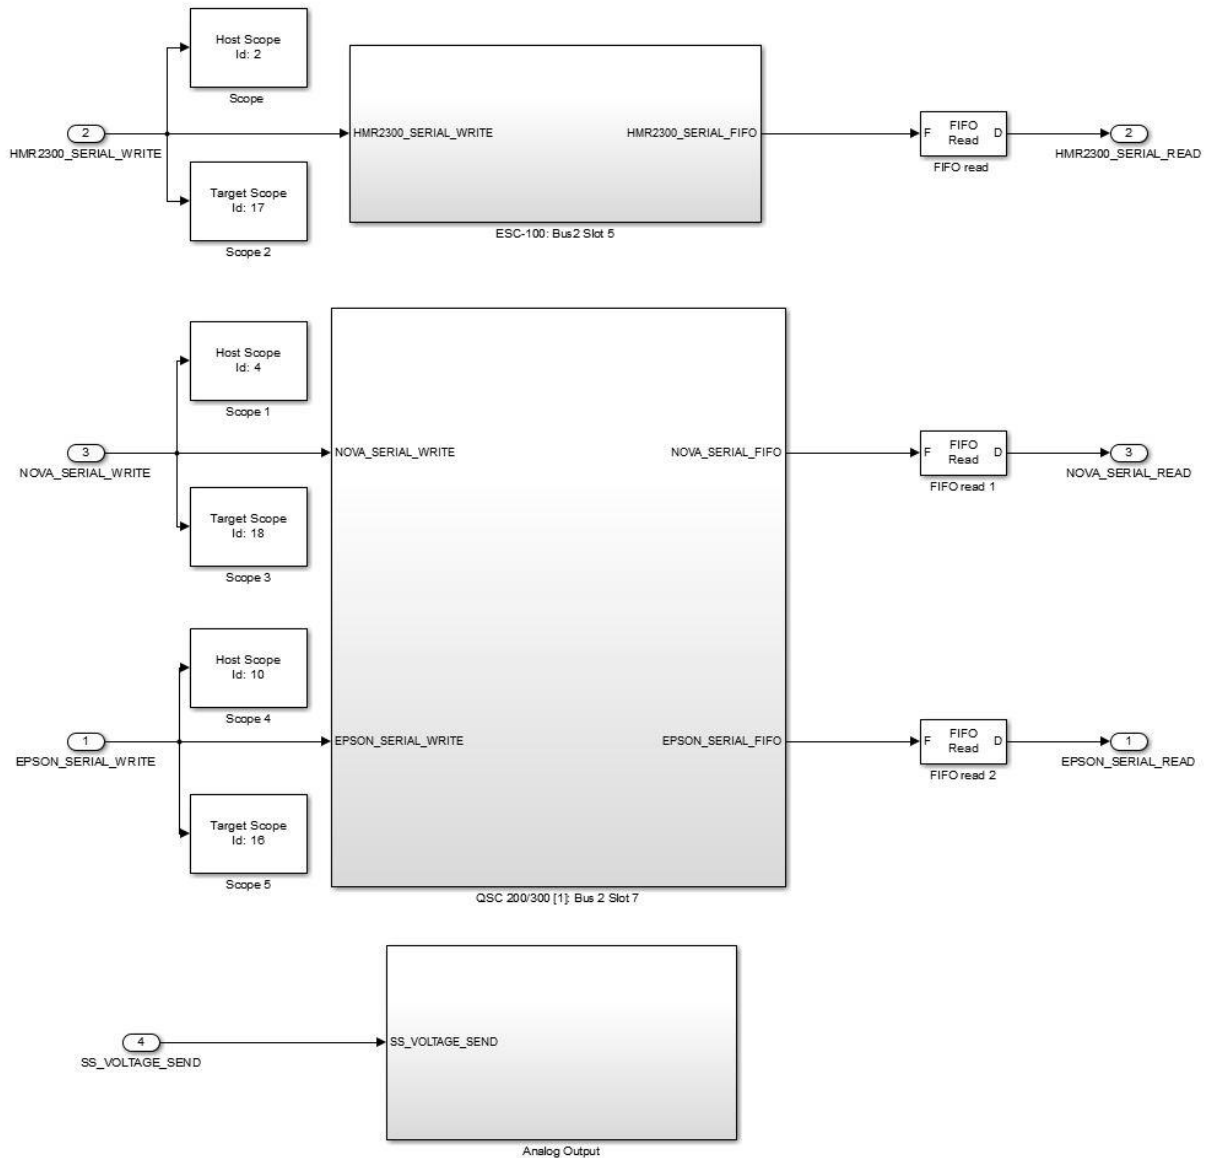 Host Scope
Id: 2
Scope
2
HMR2300_SERIAL_WRITE
HMR2300_SERIAL_WRITE
HMR2300_SERIAL_FIFO
F
FIFO
Read
D
FIFO read
2
HMR2300_SERIAL_READ
Target Scope
Id: 17
Scope 2
ESC-100: Bus2 Slot 5
Host Scope
Id: 4
Scope 1
3
NOVA_SERIAL_WRITE
NOVA_SERIAL_WRITE
NOVA_SERIAL_FIFO
F
FIFO
Read
D
FIFO read 1
3
NOVA_SERIAL_READ
Target Scope
Id: 18
Scope 3
Host Scope
Id: 10
Scope 4
1
EPSON_SERIAL_WRITE
EPSON_SERIAL_WRITE
EPSON_SERIAL_FIFO
F
FIFO
Read
D
FIFO read 2
1
EPSON_SERIAL_READ
Target Scope
Id: 16
Scope 5
QSC 200/300 [1]: Bus 2 Slot 7
4
SS_VOLTAGE_SEND
SS_VOLTAGE_SEND
Analog Output